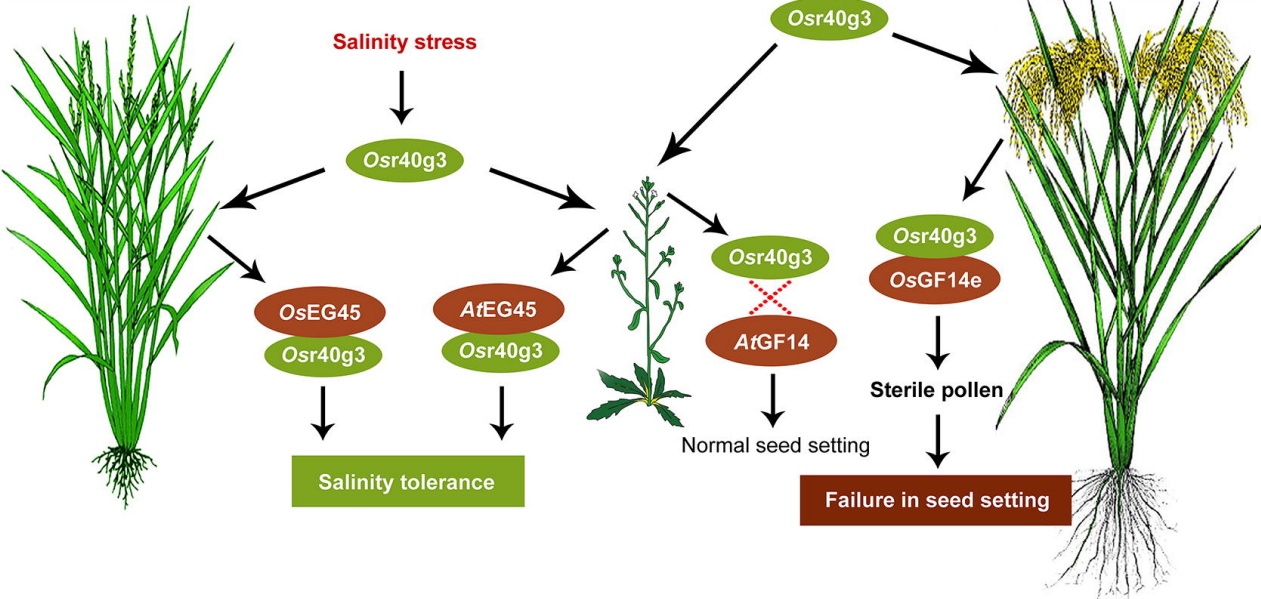 Salinity stress
Osr40g3
OsEG45
Osr40g3
AtEG45
Osr40g3
Salinity tolerance
Osr40g3
Osr40g3
AtGF14
Normal seed setting
Osr40g3
OsGF14e
Sterile pollen
Failure in seed setting